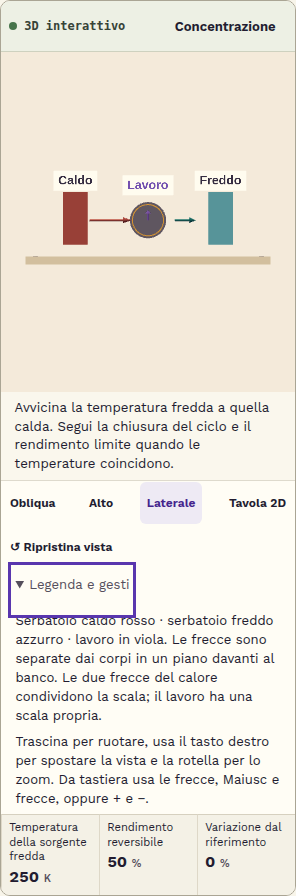 3D interattivo
Concentrazione
Caldo
Lavoro
Freddo
Avvicina la temperatura fredda a quella
calda. Segui la chiusura del ciclo e il
rendimento limite quando le
temperature coincidono.
Obliqua
Alto
Laterale
Tavola 2D
↺ Ripristina vista
▼ Legenda e gesti
Serbatoio caldo rosso · serbatoio freddo
azzurro · lavoro in viola. Le frecce sono
separate dai corpi in un piano davanti al
banco. Le due frecce del calore
condividono la scala; il lavoro ha una
scala propria.
Trascina per ruotare, usa il tasto destro
per spostare la vista e la rotella per lo
zoom. Da tastiera usa le frecce, Maiusc e
frecce, oppure + e −.
Temperatura
della sorgente
fredda
250 K
Rendimento
reversibile
50 %
Variazione dal
riferimento
0 %